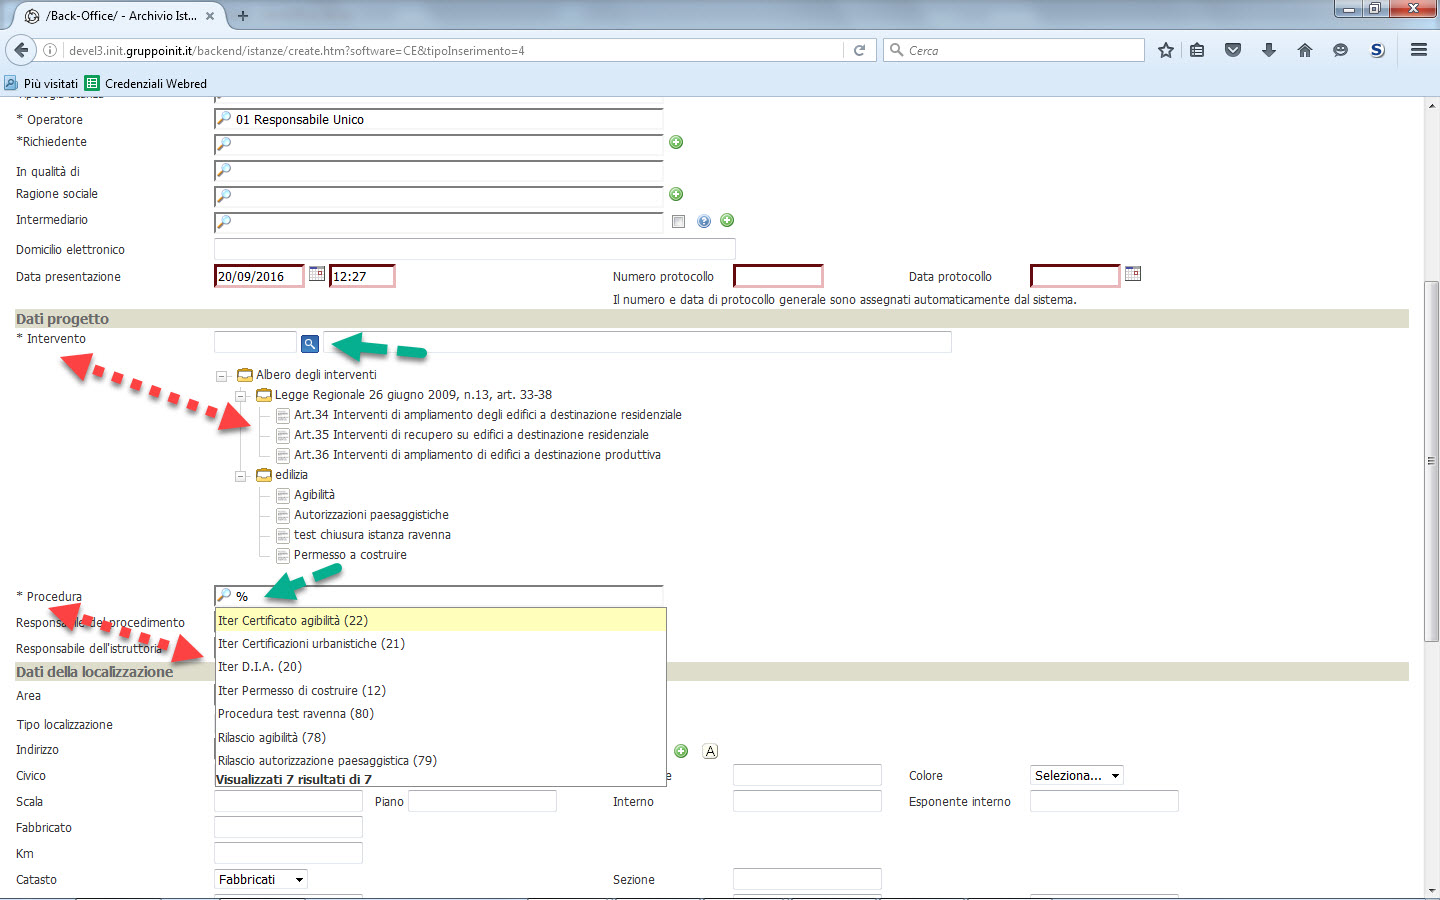 /Back-Office/ - Archivio Ist...
devel3.init.gruppoinit.it/backend/istanze/create.htm?software=CE&tipoInserimento=4
Cerca
Più visitati Credenziali Webred
* Operatore 01 Responsabile Unico
*Richiedente
In qualità di
Ragione sociale
Intermediario
Domicilio elettronico
Data presentazione 20/09/2016 12:27 Numero protocollo Data protocollo
Il numero e data di protocollo generale sono assegnati automaticamente dal sistema.
Dati progetto
* Intervento
Albero degli interventi
Legge Regionale 26 giugno 2009, n.13, art. 33-38
Art.34 Interventi di ampliamento degli edifici a destinazione residenziale
Art.35 Interventi di recupero su edifici a destinazione residenziale
Art.36 Interventi di ampliamento di edifici a destinazione produttiva
edilizia
Agibilità
Autorizzazioni paesaggistiche
test chiusura istanza ravenna
Permesso a costruire
* Procedura %
Iter Certificato agibilità (22)
Responsabile del procedimento
Iter Certificazioni urbanistiche (21)
Responsabile dell'istruttoria
Iter D.I.A. (20)
Dati della localizzazione
Iter Permesso di costruire (12)
Area
Procedura test ravenna (80)
Tipo localizzazione
Rilascio agibilità (78)
Indirizzo A
Rilascio autorizzazione paesaggistica (79)
Visualizzati 7 risultati di 7
Civico Colore Seleziona...
Scala Piano Interno Esponente interno
Fabbricato
Km
Catasto Fabbricati Sezione